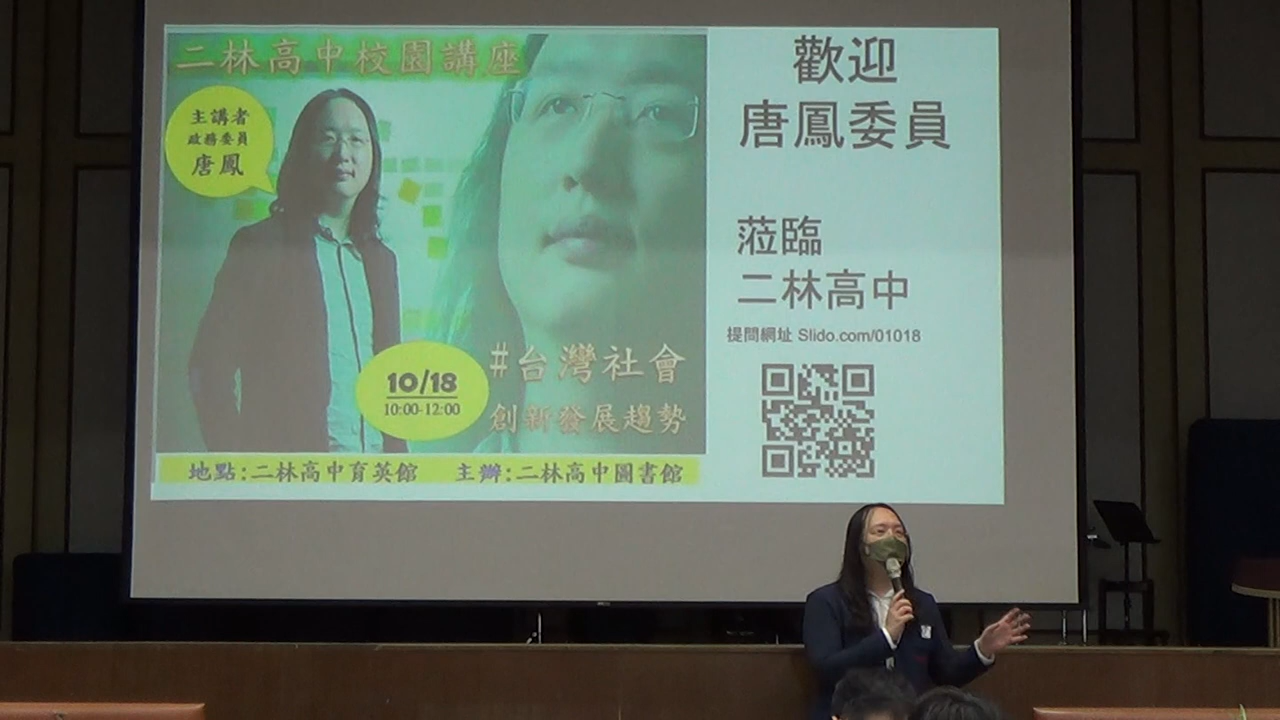 二林高中校園講座
主講者
政務委員
唐鳳
10/18
10:00-12:00
#台灣社會
創新發展趨勢
地點:二林高中育英館 主辦:二林高中圖書館
歡迎
唐鳳委員
蒞臨
二林高中
提問網址 Slido.com/01018